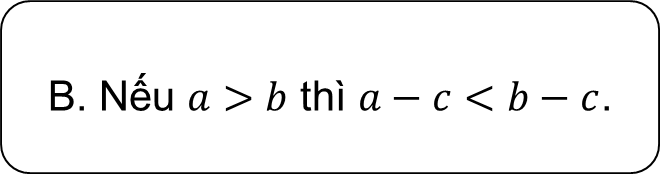 B. Nếu a > b thì a − c < b − c.